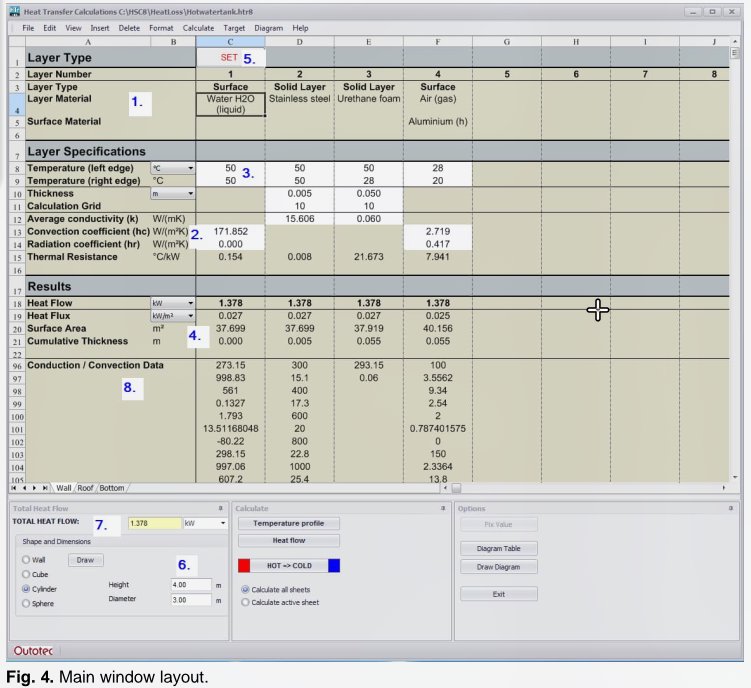 Heat Transfer Calculations C:\HSC8\HeatLoss\Hotwatertank.htr8
File Edit View Insert Delete Format Calculate Target Diagram Help
A B C D E F G H I J
1 Layer Type SET 5.
2 Layer Number 1 2 3 4 5 6 7 8
3 Layer Type Surface Solid Layer Solid Layer Surface
4 Layer Material 1. Water H2O (liquid) Stainless steel Urethane foam Air (gas)
5 Surface Material Aluminium (h)
6
7 Layer Specifications
8 Temperature (left edge) °C 50 3. 50 50 28
9 Temperature (right edge) °C 50 50 28 20
10 Thickness m 0.005 0.050
11 Calculation Grid 10 10
12 Average conductivity (k) W/(mK) 15.606 0.060
13 Convection coefficient (hc) W/(m²K) 2. 171.852 2.719
14 Radiation coefficient (hr) W/(m²K) 0.000 0.417
15 Thermal Resistance °C/kW 0.154 0.008 21.673 7.941
16
17 Results
18 Heat Flow kW 1.378 1.378 1.378 1.378
19 Heat Flux kW/m² 0.027 0.027 0.027 0.025
20 Surface Area m² 4. 37.699 37.699 37.919 40.156
21 Cumulative Thickness m 0.000 0.005 0.055 0.055
22
96 Conduction / Convection Data 273.15 300 293.15 100
97 8. 998.83 15.1 0.06 3.5562
98 561 400 9.34
99 0.1327 17.3 2.54
100 1.793 600 2
101 13.51168048 20 0.787401575
102 -80.22 800 0
103 298.15 22.8 150
104 997.06 1000 2.3364
105 607.2 25.4 13.8
Wall Roof Bottom
Total Heat Flow Calculate Options
TOTAL HEAT FLOW: 7. 1.378 kW Temperature profile Fix Value
Shape and Dimensions Heat flow Diagram Table
Wall Draw 6. HOT => COLD Draw Diagram
Cube
Cylinder Height 4.00 m Calculate all sheets Exit
Sphere Diameter 3.00 m Calculate active sheet
Outotec
Fig. 4. Main window layout.